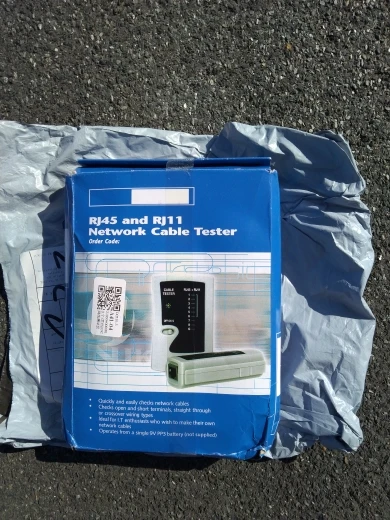 RJ45 and RJ11
Network Cable Tester
Order Code:
CABLE
TESTER
• Quickly and easily checks network cables
• Checks open and short terminals, straight through
or crossover wiring types
• Ideal for I.T enthusiasts who wish to make their own
network cables
• Operates from a single 9V PP3 battery (not supplied)